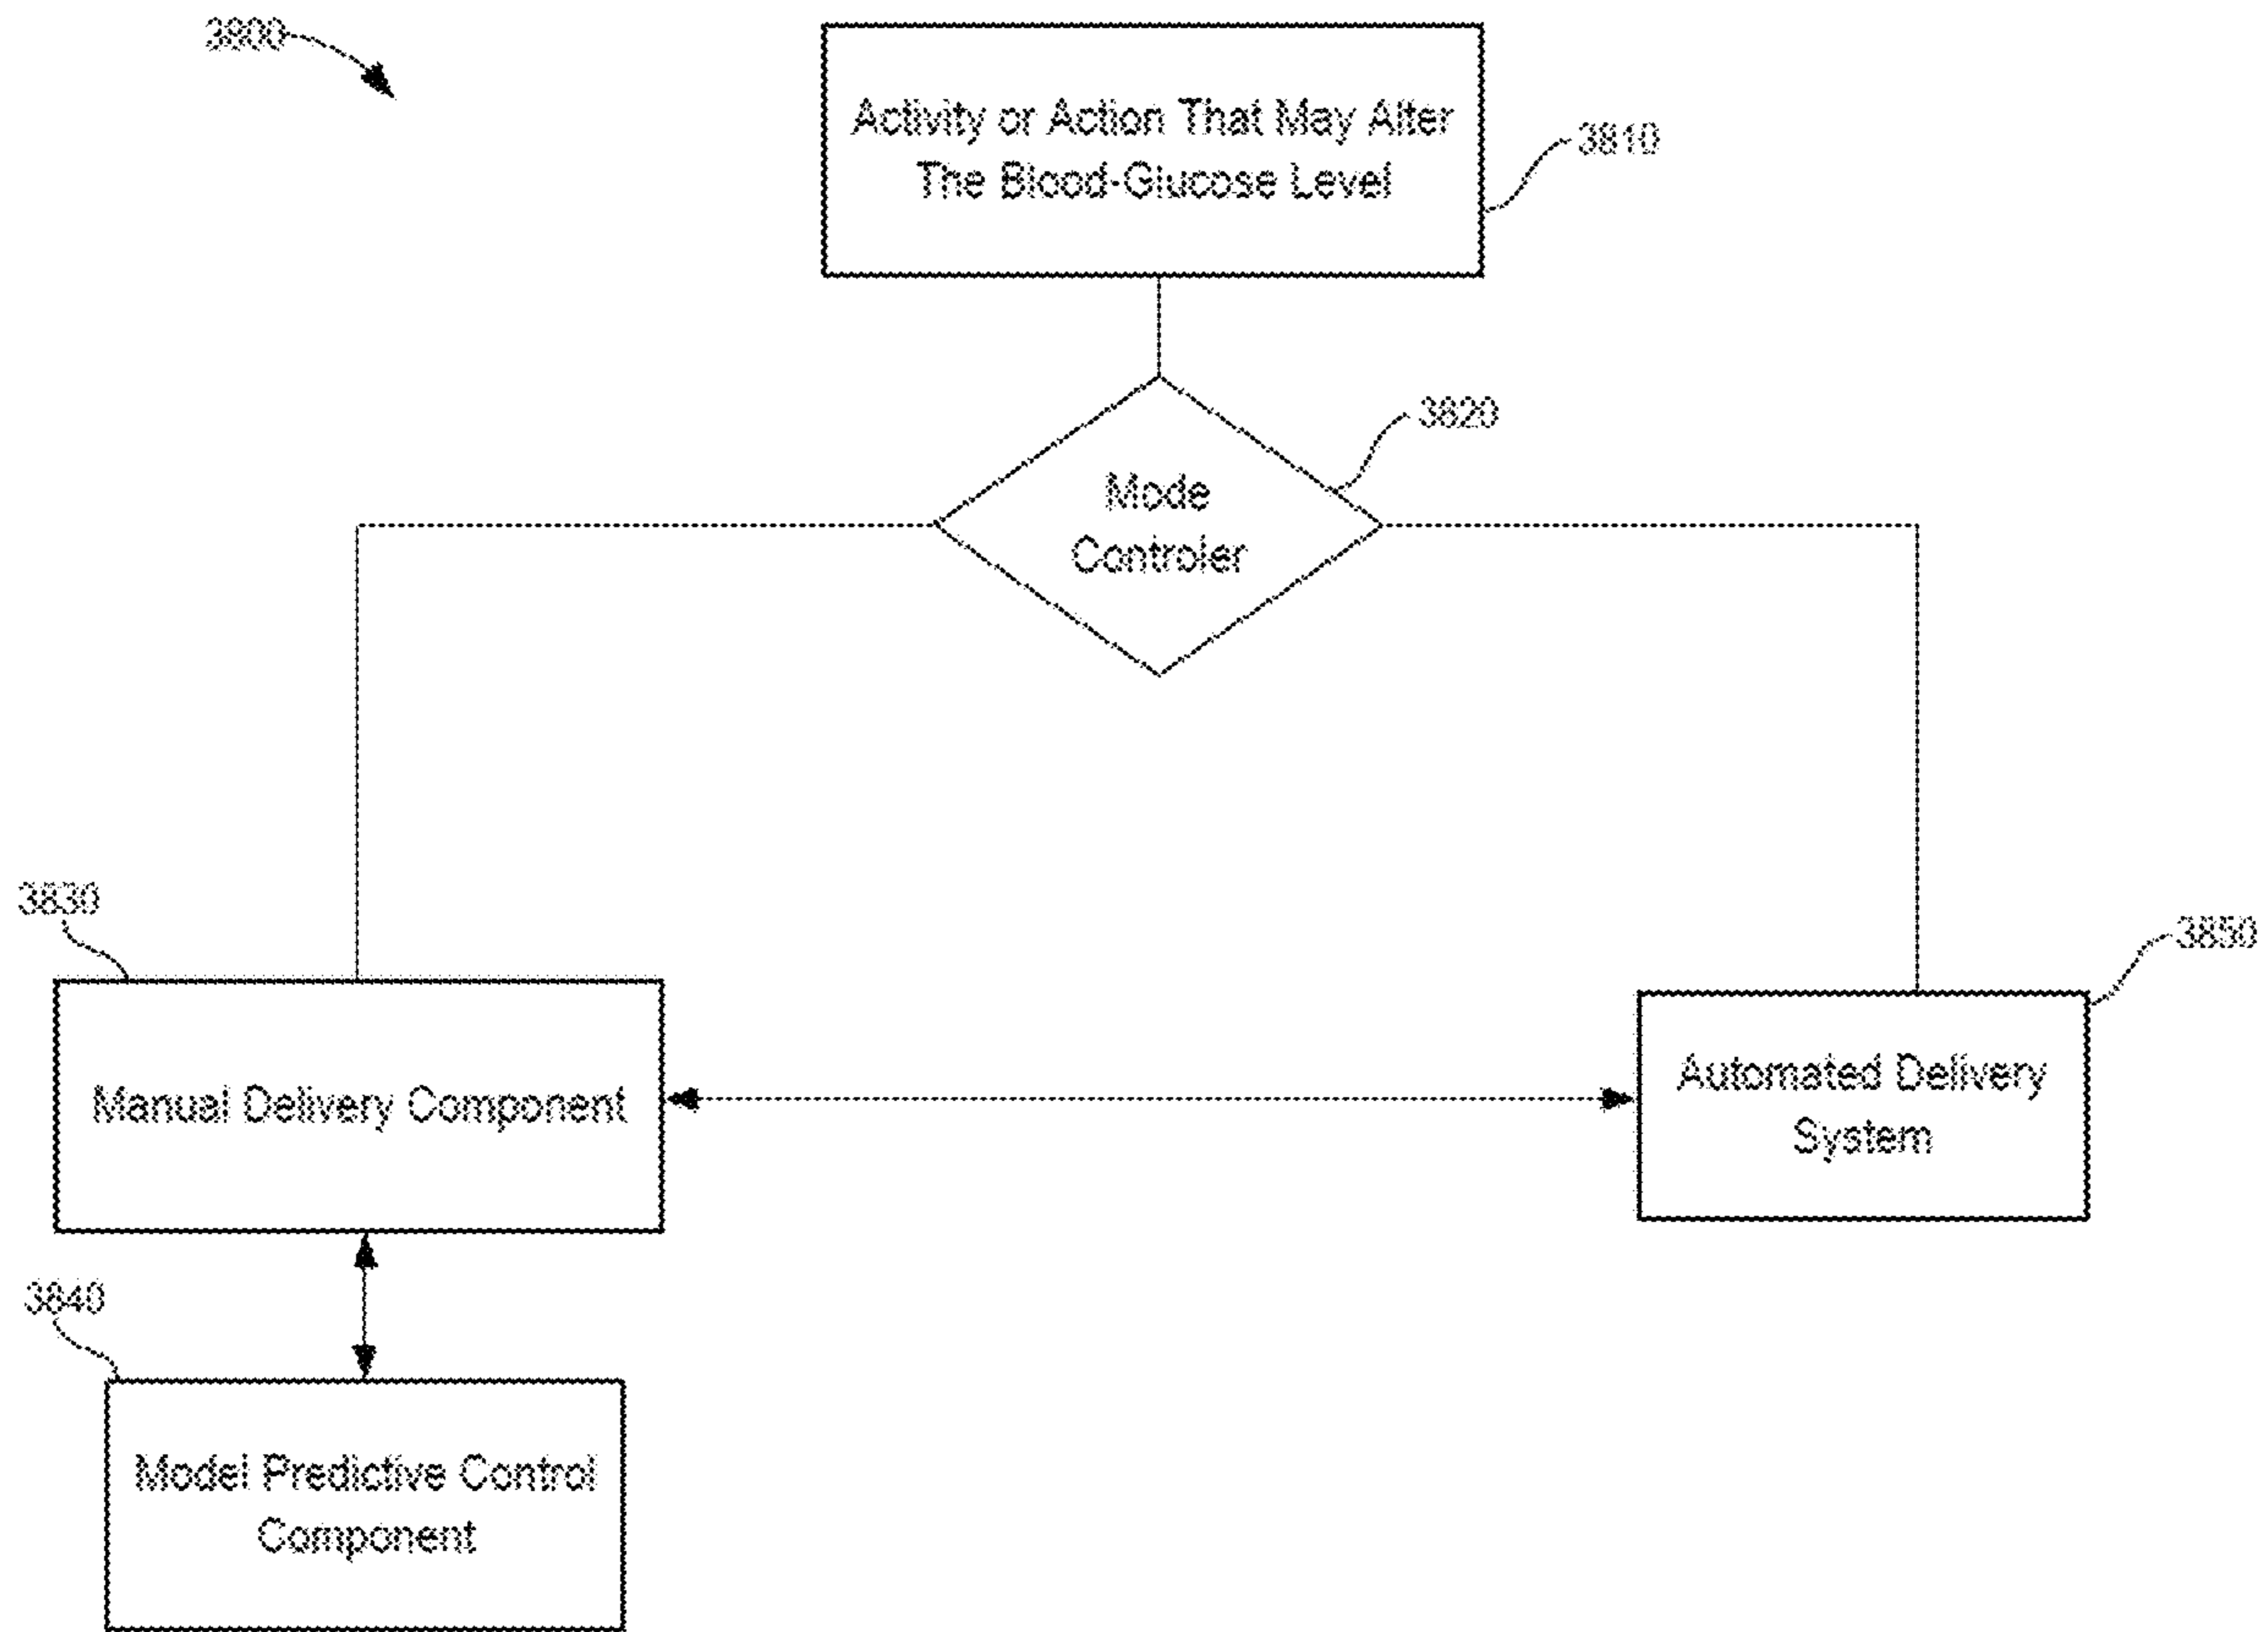 3800
Activity or Action That May Alter
The Blood-Glucose Level
3810
3820
Mode
Controler
3830
3850
Manual Delivery Component
Automated Delivery
System
3840
Model Predictive Control
Component